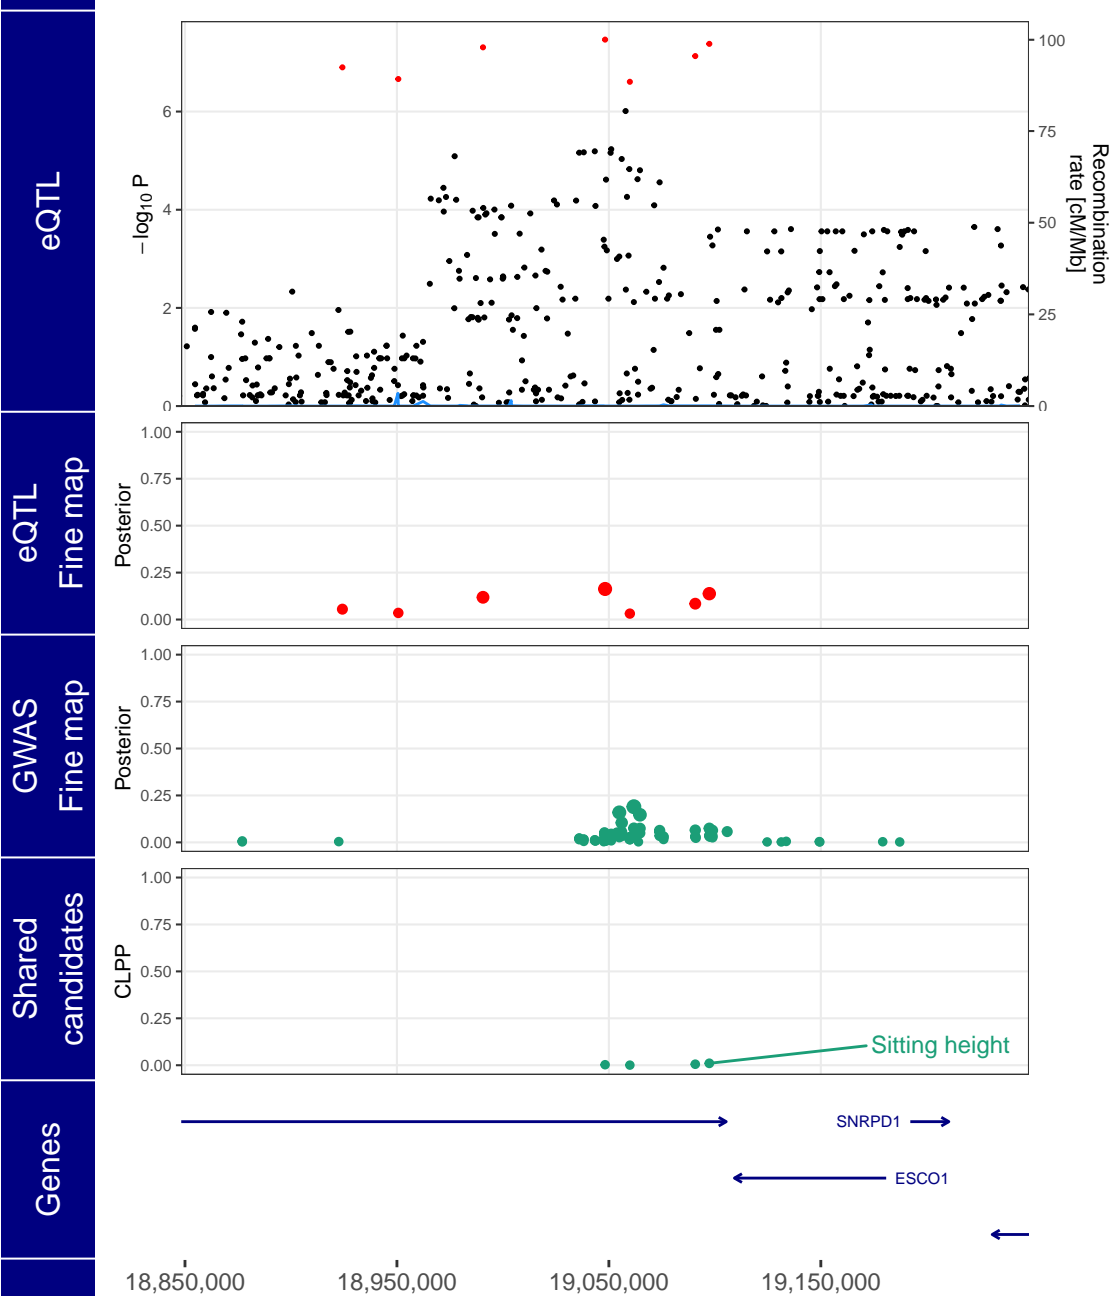 eQTL
−log10 P
6
4
2
0
100
75
50
25
0
Recombination
rate [cM/Mb]
eQTL
Fine map
Posterior
1.00
0.75
0.50
0.25
0.00
GWAS
Fine map
Posterior
1.00
0.75
0.50
0.25
0.00
Shared
candidates
CLPP
1.00
0.75
0.50
0.25
0.00
Sitting height
Genes
SNRPD1
ESCO1
18,850,000
18,950,000
19,050,000
19,150,000